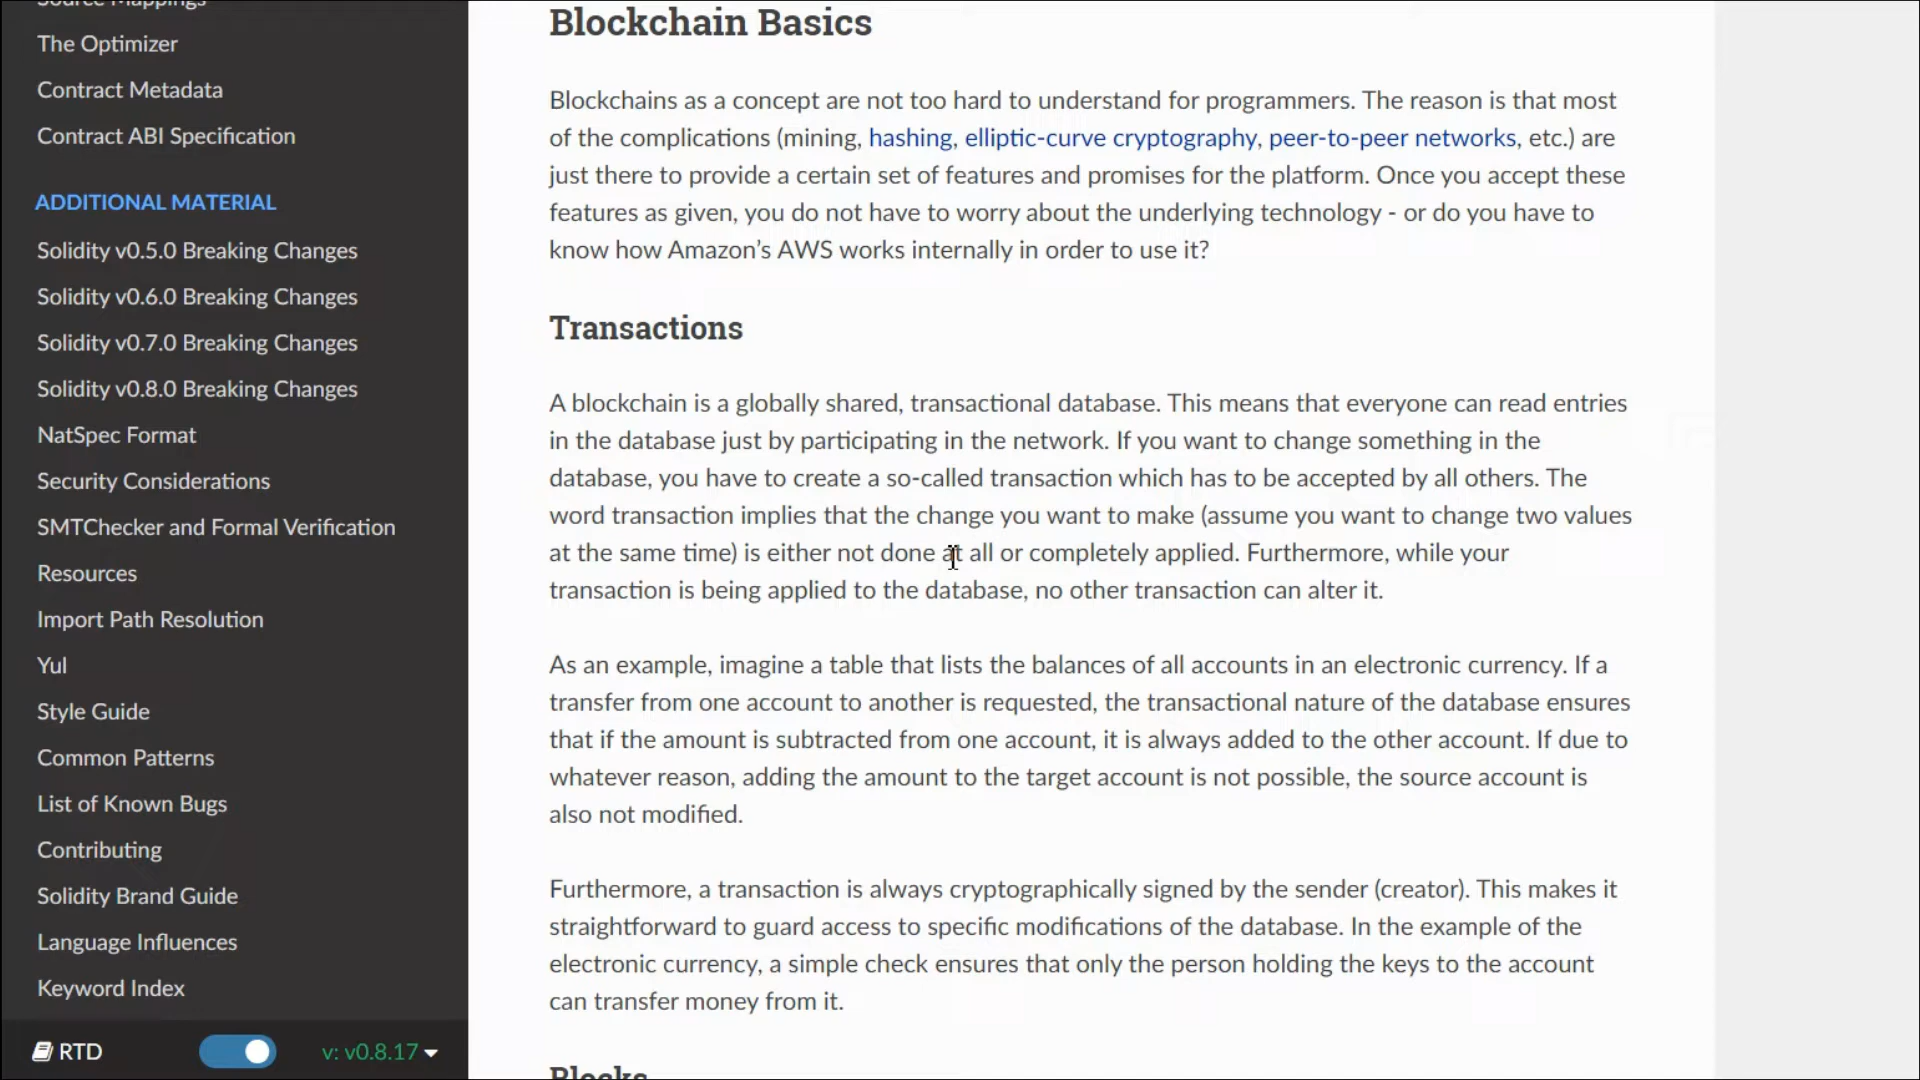 Source Mappings
The Optimizer
Contract Metadata
Contract ABI Specification
ADDITIONAL MATERIAL
Solidity v0.5.0 Breaking Changes
Solidity v0.6.0 Breaking Changes
Solidity v0.7.0 Breaking Changes
Solidity v0.8.0 Breaking Changes
NatSpec Format
Security Considerations
SMTChecker and Formal Verification
Resources
Import Path Resolution
Yul
Style Guide
Common Patterns
List of Known Bugs
Contributing
Solidity Brand Guide
Language Influences
Keyword Index
RTD
v: v0.8.17
Blockchain Basics
Blockchains as a concept are not too hard to understand for programmers. The reason is that most
of the complications (mining, hashing, elliptic-curve cryptography, peer-to-peer networks, etc.) are
just there to provide a certain set of features and promises for the platform. Once you accept these
features as given, you do not have to worry about the underlying technology - or do you have to
know how Amazon’s AWS works internally in order to use it?
Transactions
A blockchain is a globally shared, transactional database. This means that everyone can read entries
in the database just by participating in the network. If you want to change something in the
database, you have to create a so-called transaction which has to be accepted by all others. The
word transaction implies that the change you want to make (assume you want to change two values
at the same time) is either not done at all or completely applied. Furthermore, while your
transaction is being applied to the database, no other transaction can alter it.
As an example, imagine a table that lists the balances of all accounts in an electronic currency. If a
transfer from one account to another is requested, the transactional nature of the database ensures
that if the amount is subtracted from one account, it is always added to the other account. If due to
whatever reason, adding the amount to the target account is not possible, the source account is
also not modified.
Furthermore, a transaction is always cryptographically signed by the sender (creator). This makes it
straightforward to guard access to specific modifications of the database. In the example of the
electronic currency, a simple check ensures that only the person holding the keys to the account
can transfer money from it.
Blocks